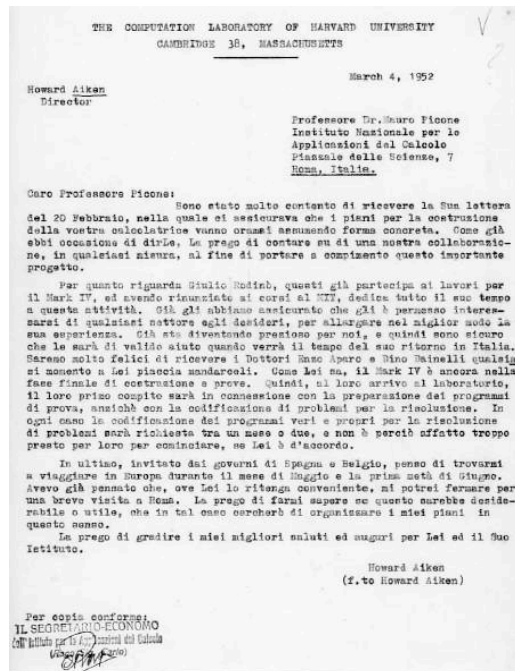 THE COMPUTATION LABORATORY OF HARVARD UNIVERSITY
CAMBRIDGE 38, MASSACHUSETTS
March 4, 1952
Howard Aiken
Director
Professore Dr. Mauro Picone
Instituto Nazionale per le
Applicazioni del Calcolo
Piazzale delle Scienze, 7
Roma, Italia.
Caro Professore Picone:
Sono stato molto contento di ricevere la Sua lettera
del 20 Febbraio, nella quale ci assicurava che i piani per la costruzione
della vostra calcolatrice vanno oramai assumendo forma concreta. Come già
ebbi occasione di dirLe, La prego di contare su di una nostra collaborazio-
ne, in qualsiasi misura, al fine di portare a compimento questo importante
progetto.
Per quanto riguarda Giulio Rodinò, questi già partecipa ai lavori per
il Mark IV, ed avendo rinunziato ai corsi al MIT, dedica tutto il suo tempo
a questa attività. Già gli abbiamo assicurato che gli è permesso interes-
sarsi di qualsiasi settore egli desideri, per allargare nel miglior modo la
sua esperienza. Già sta diventando prezioso per noi, e quindi sono sicuro
che le sarà di valido aiuto quando verrà il tempo del suo ritorno in Italia.
Saremo molto felici di ricevere i Dottori Enzo Aparo e Dino Dainelli qualsia
si momento a Lei piaccia mandarceli. Come Lei sa, il Mark IV è ancora nella
fase finale di costruzione e prove. Quindi, al loro arrivo al laboratorio,
il loro primo compito sarà in connessione con la preparazione dei programmi
di prova, anzichè con la codificazione di problemi per la risoluzione. In
ogni caso la codificazione dei programmi veri e propri per la risoluzione
di problemi sarà richiesta tra un mese o due, e non è perciò affatto troppo
presto per loro per cominciare, se Lei è d'accordo.
In ultimo, invitato dai governi di Spagna e Belgio, penso di trovarmi
a viaggiare in Europa durante il mese di Maggio e la prima metà di Giugno.
Avevo già pensato che, ove Lei lo ritenga conveniente, mi potrei fermare per
una breve visita a Roma. La prego di farmi sapere se questo sarebbe deside-
rabile o utile, che in tal caso cercherò di organizzare i miei piani in
questo senso.
La prego di gradire i miei migliori saluti ed auguri per Lei ed il Suo
Istituto.
Howard Aiken
(f.to Howard Aiken)
Per copia conforme:
IL SEGRETARIO-ECONOMO
dell'Istituto per le Applicazioni del Calcolo